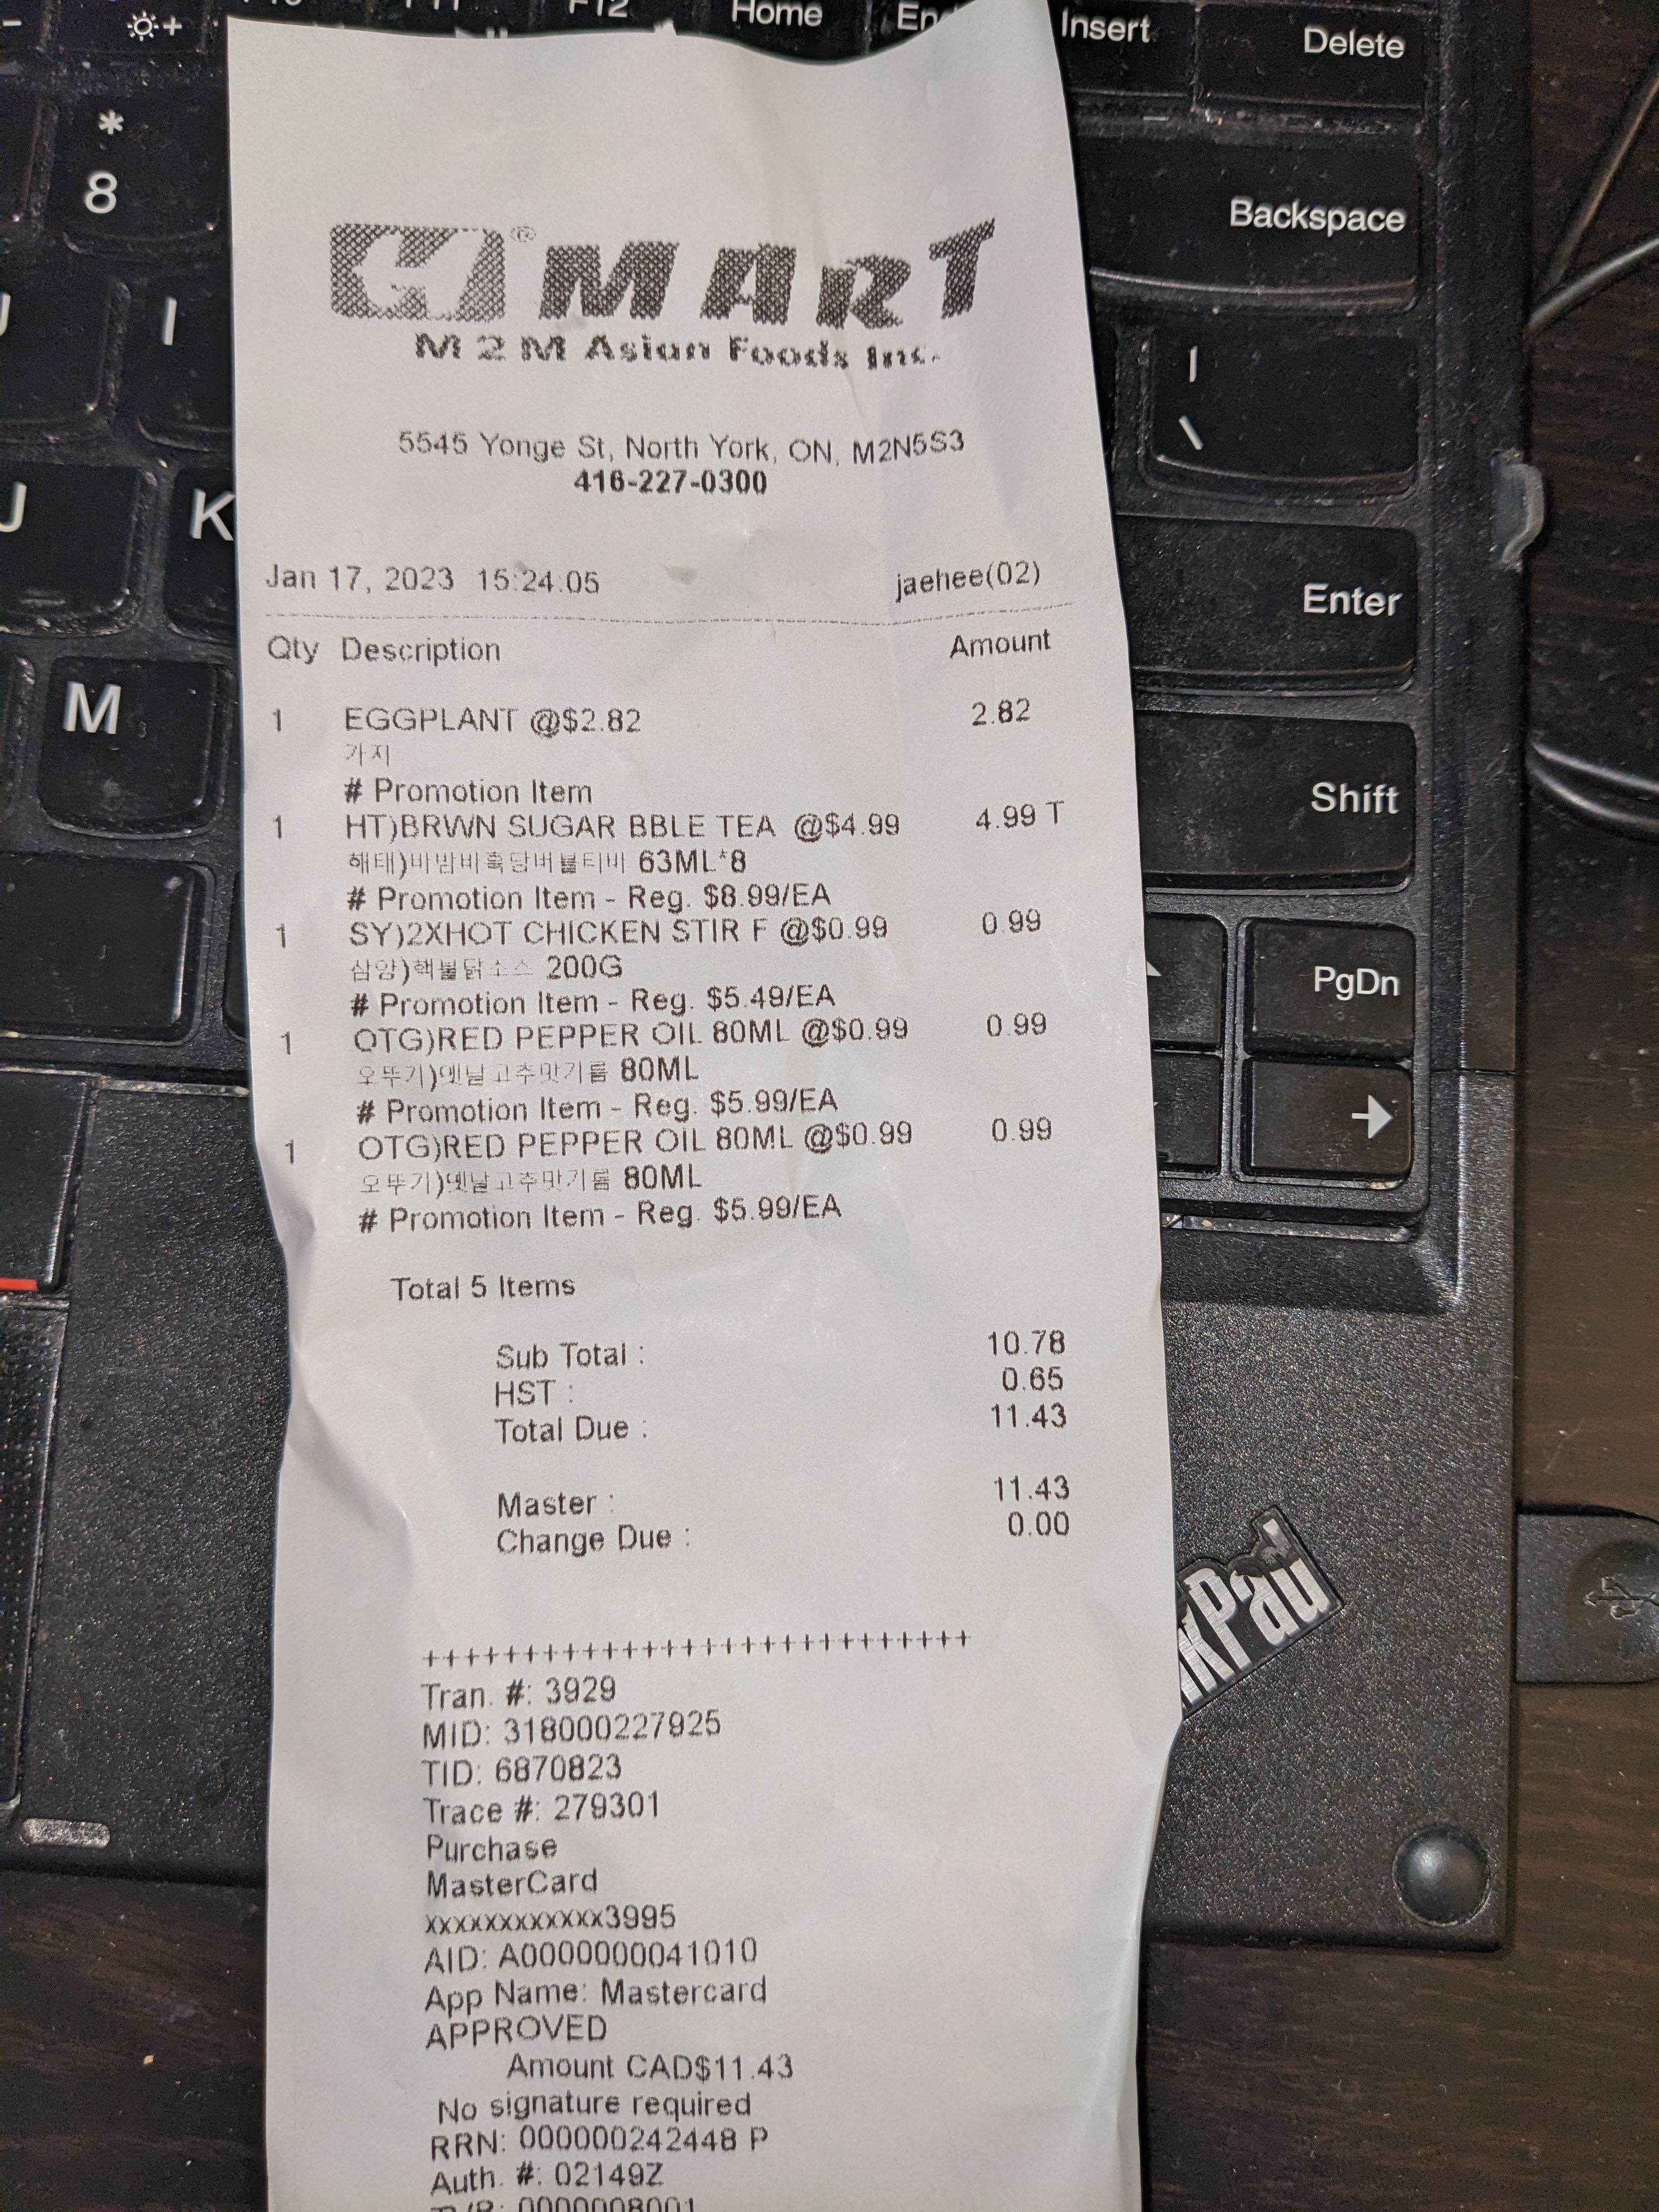 F12
Home
Insert
Delete
*
8
Backspace
I
|
\
J
K
Enter
M
Shift
PgDn
H®MART
M2M Asian Foods Inc.
5545 Yonge St, North York, ON, M2N5S3
416-227-0300
Jan 17, 2023 15:24.05 jaehee(02)
Qty Description Amount
1 EGGPLANT @$2.82 2.82
가지
# Promotion Item
1 HT)BRWN SUGAR BBLE TEA @$4.99 4.99 T
해태)바밤바흑당버블티바 63ML*8
# Promotion Item - Reg. $8.99/EA
1 SY)2XHOT CHICKEN STIR F @$0.99 0.99
삼양)핵불닭소스 200G
# Promotion Item - Reg. $5.49/EA
1 OTG)RED PEPPER OIL 80ML @$0.99 0.99
오뚜기)옛날고추맛기름 80ML
# Promotion Item - Reg. $5.99/EA
1 OTG)RED PEPPER OIL 80ML @$0.99 0.99
오뚜기)옛날고추맛기름 80ML
# Promotion Item - Reg. $5.99/EA
Total 5 Items
Sub Total : 10.78
HST : 0.65
Total Due : 11.43
Master : 11.43
Change Due : 0.00
++++++++++++++++++++++++++++
Tran. #: 3929
MID: 318000227925
TID: 6870823
Trace #: 279301
Purchase
MasterCard
xxxxxxxxxxxx3995
AID: A0000000041010
App Name: Mastercard
APPROVED
Amount CAD$11.43
No signature required
RRN: 000000242448 P
Auth. #: 02149Z